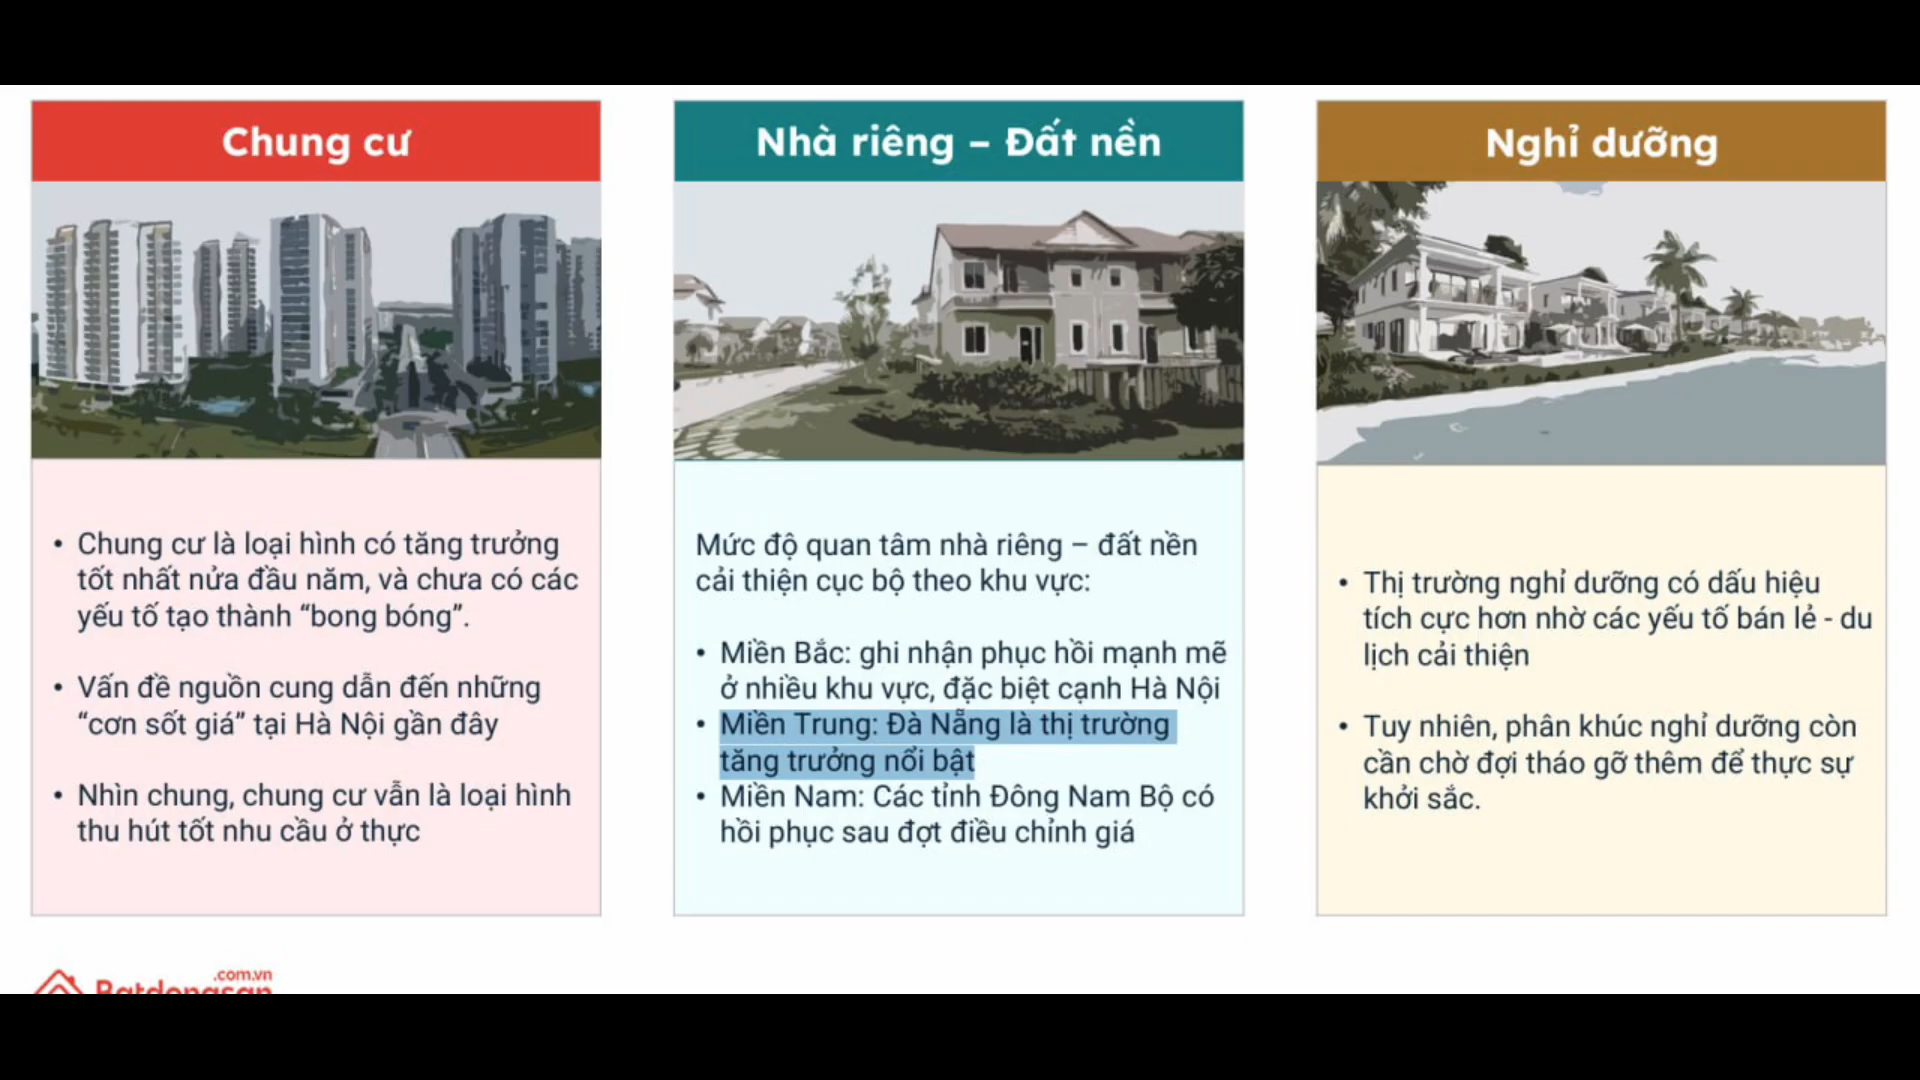 Chung cư
• Chung cư là loại hình có tăng trưởng
tốt nhất nửa đầu năm, và chưa có các
yếu tố tạo thành “bong bóng”.
• Vấn đề nguồn cung dẫn đến những
“cơn sốt giá” tại Hà Nội gần đây
• Nhìn chung, chung cư vẫn là loại hình
thu hút tốt nhu cầu ở thực
Nhà riêng – Đất nền
Mức độ quan tâm nhà riêng – đất nền
cải thiện cục bộ theo khu vực:
• Miền Bắc: ghi nhận phục hồi mạnh mẽ
ở nhiều khu vực, đặc biệt cạnh Hà Nội
• Miền Trung: Đà Nẵng là thị trường
tăng trưởng nổi bật
• Miền Nam: Các tỉnh Đông Nam Bộ có
hồi phục sau đợt điều chỉnh giá
Nghỉ dưỡng
• Thị trường nghỉ dưỡng có dấu hiệu
tích cực hơn nhờ các yếu tố bán lẻ - du
lịch cải thiện
• Tuy nhiên, phân khúc nghỉ dưỡng còn
cần chờ đợi tháo gỡ thêm để thực sự
khởi sắc.
.com.vn
Batdongsan